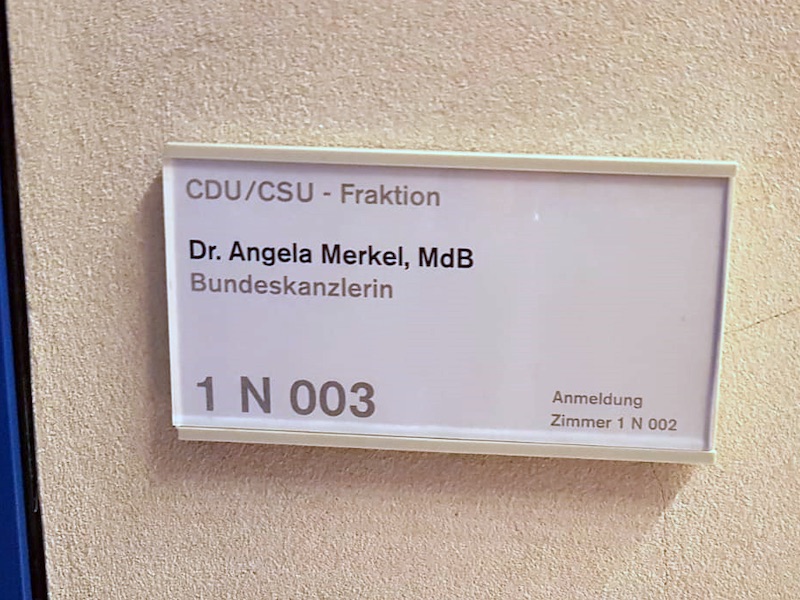 CDU/CSU - Fraktion
Dr. Angela Merkel, MdB
Bundeskanzlerin
1 N 003
Anmeldung
Zimmer 1 N 002